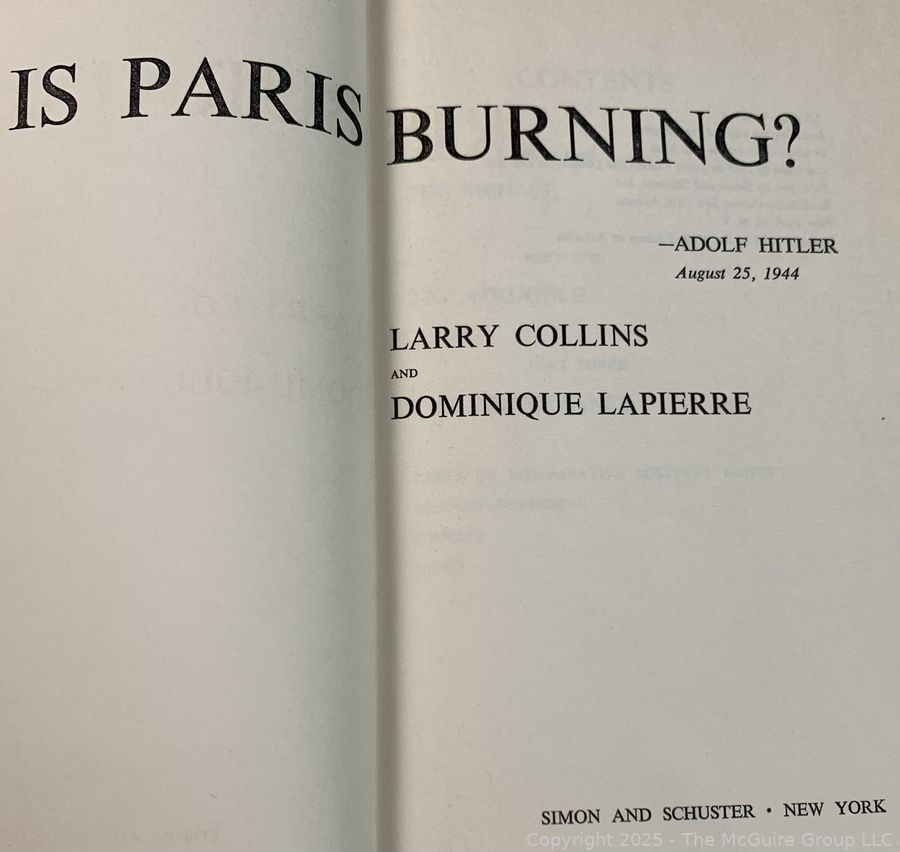 IS PARIS BURNING?
—ADOLF HITLER
August 25, 1944
LARRY COLLINS
AND
DOMINIQUE LAPIERRE
SIMON AND SCHUSTER • NEW YORK
Copyright 2025 - The McGuire Group LLC